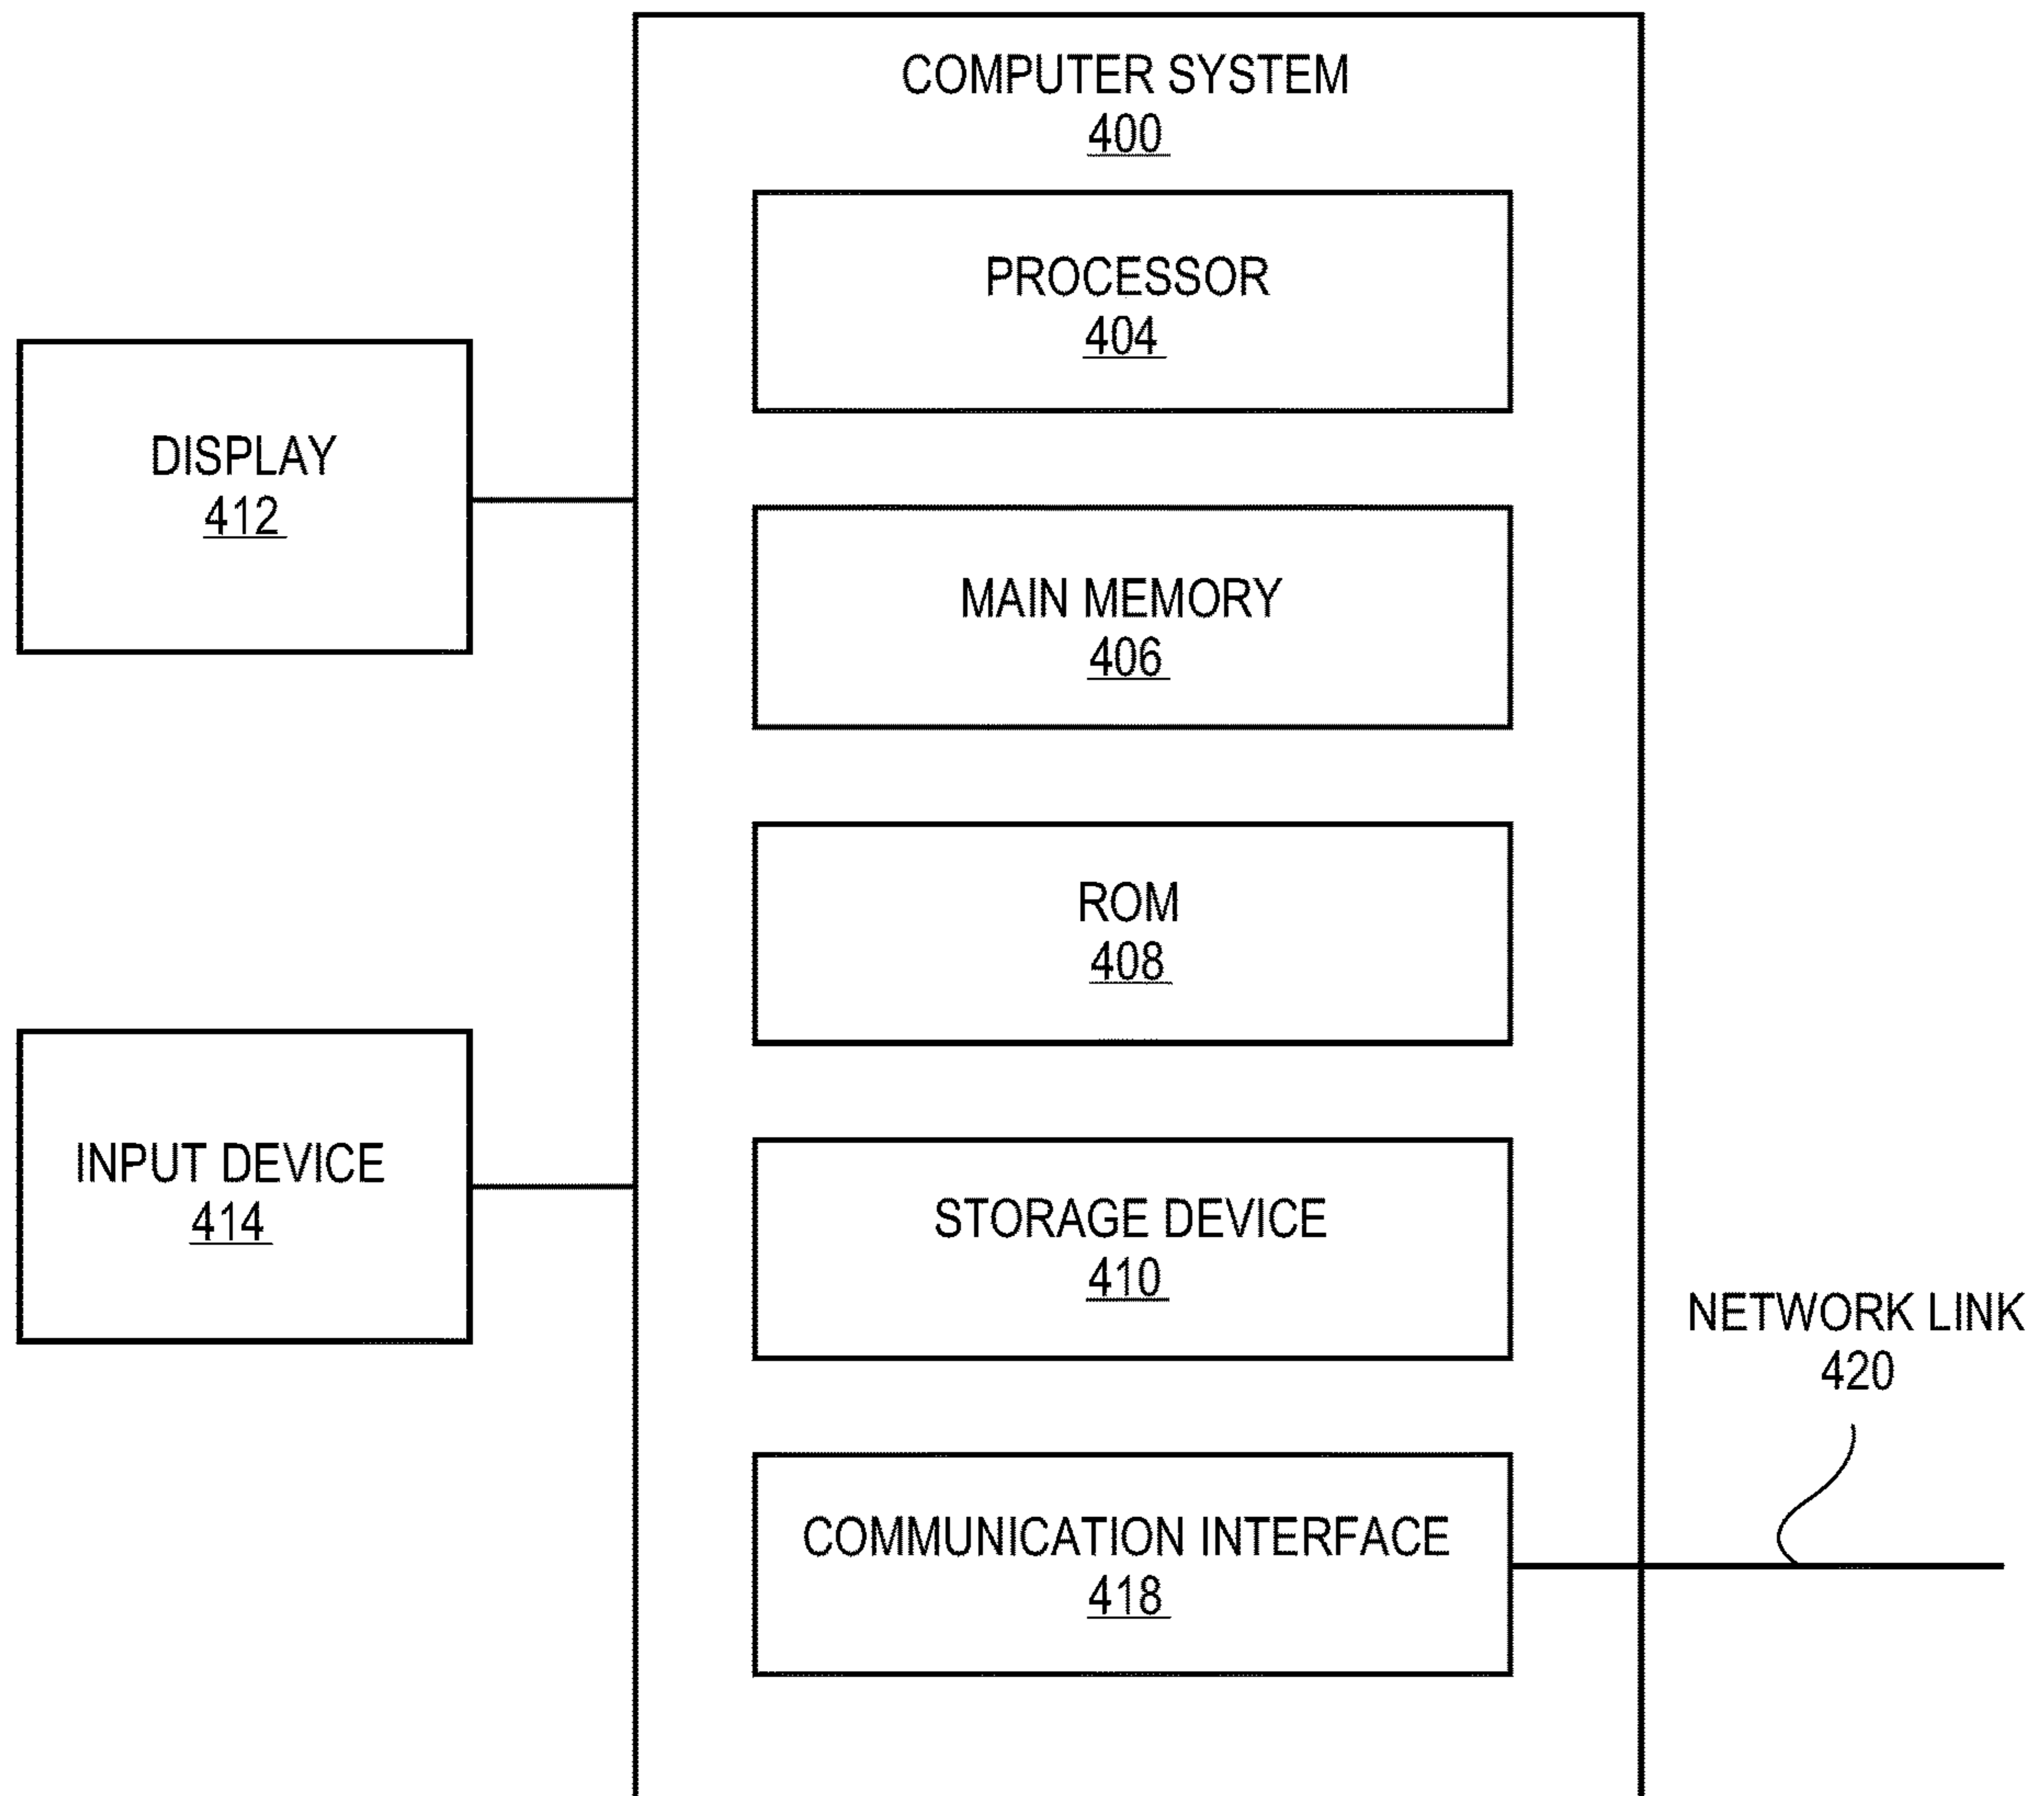 COMPUTER SYSTEM
400
PROCESSOR
404
DISPLAY
412
MAIN MEMORY
406
ROM
408
INPUT DEVICE
414
STORAGE DEVICE
410
NETWORK LINK
420
COMMUNICATION INTERFACE
418